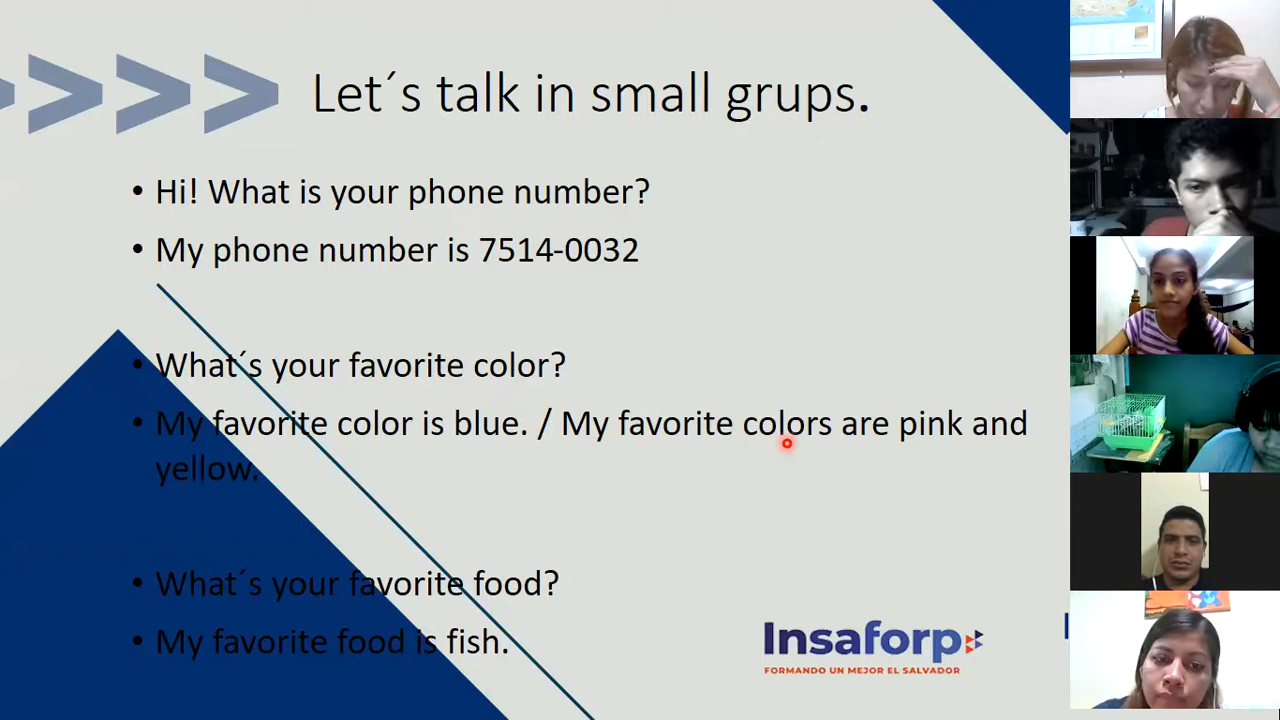 Let´s talk in small grups.
• Hi! What is your phone number?
• My phone number is 7514-0032
• What´s your favorite color?
• My favorite color is blue. / My favorite colors are pink and
yellow.
• What´s your favorite food?
• My favorite food is fish.
Insaforp
FORMANDO UN MEJOR EL SALVADOR